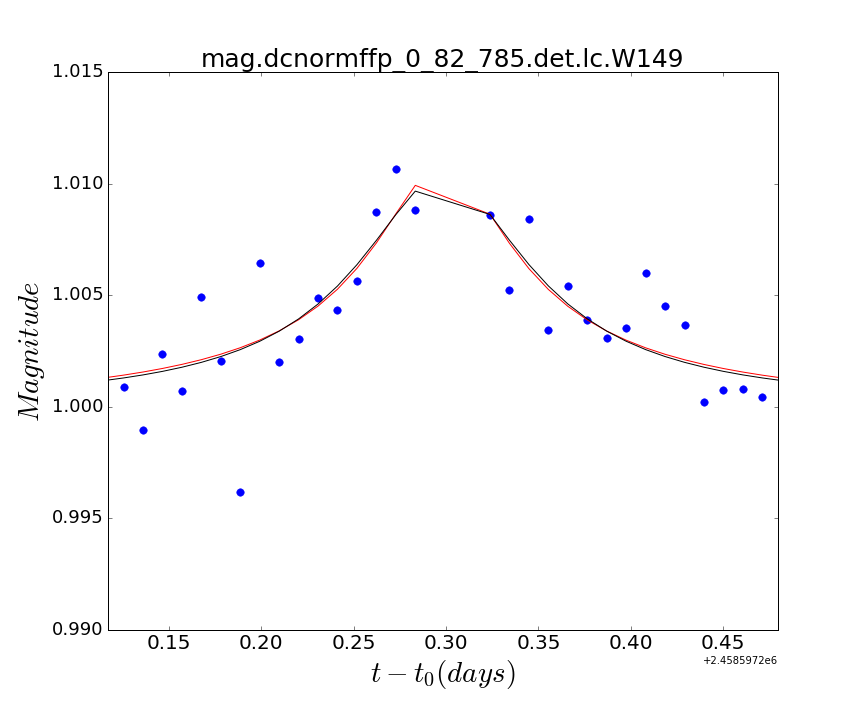 mag.dcnormffp_0_82_785.det.lc.W149
1.015
1.010
1.005
1.000
0.995
0.990
Magnitude
0.15 0.20 0.25 0.30 0.35 0.40 0.45
+2.4585972e6
t − t₀(days)